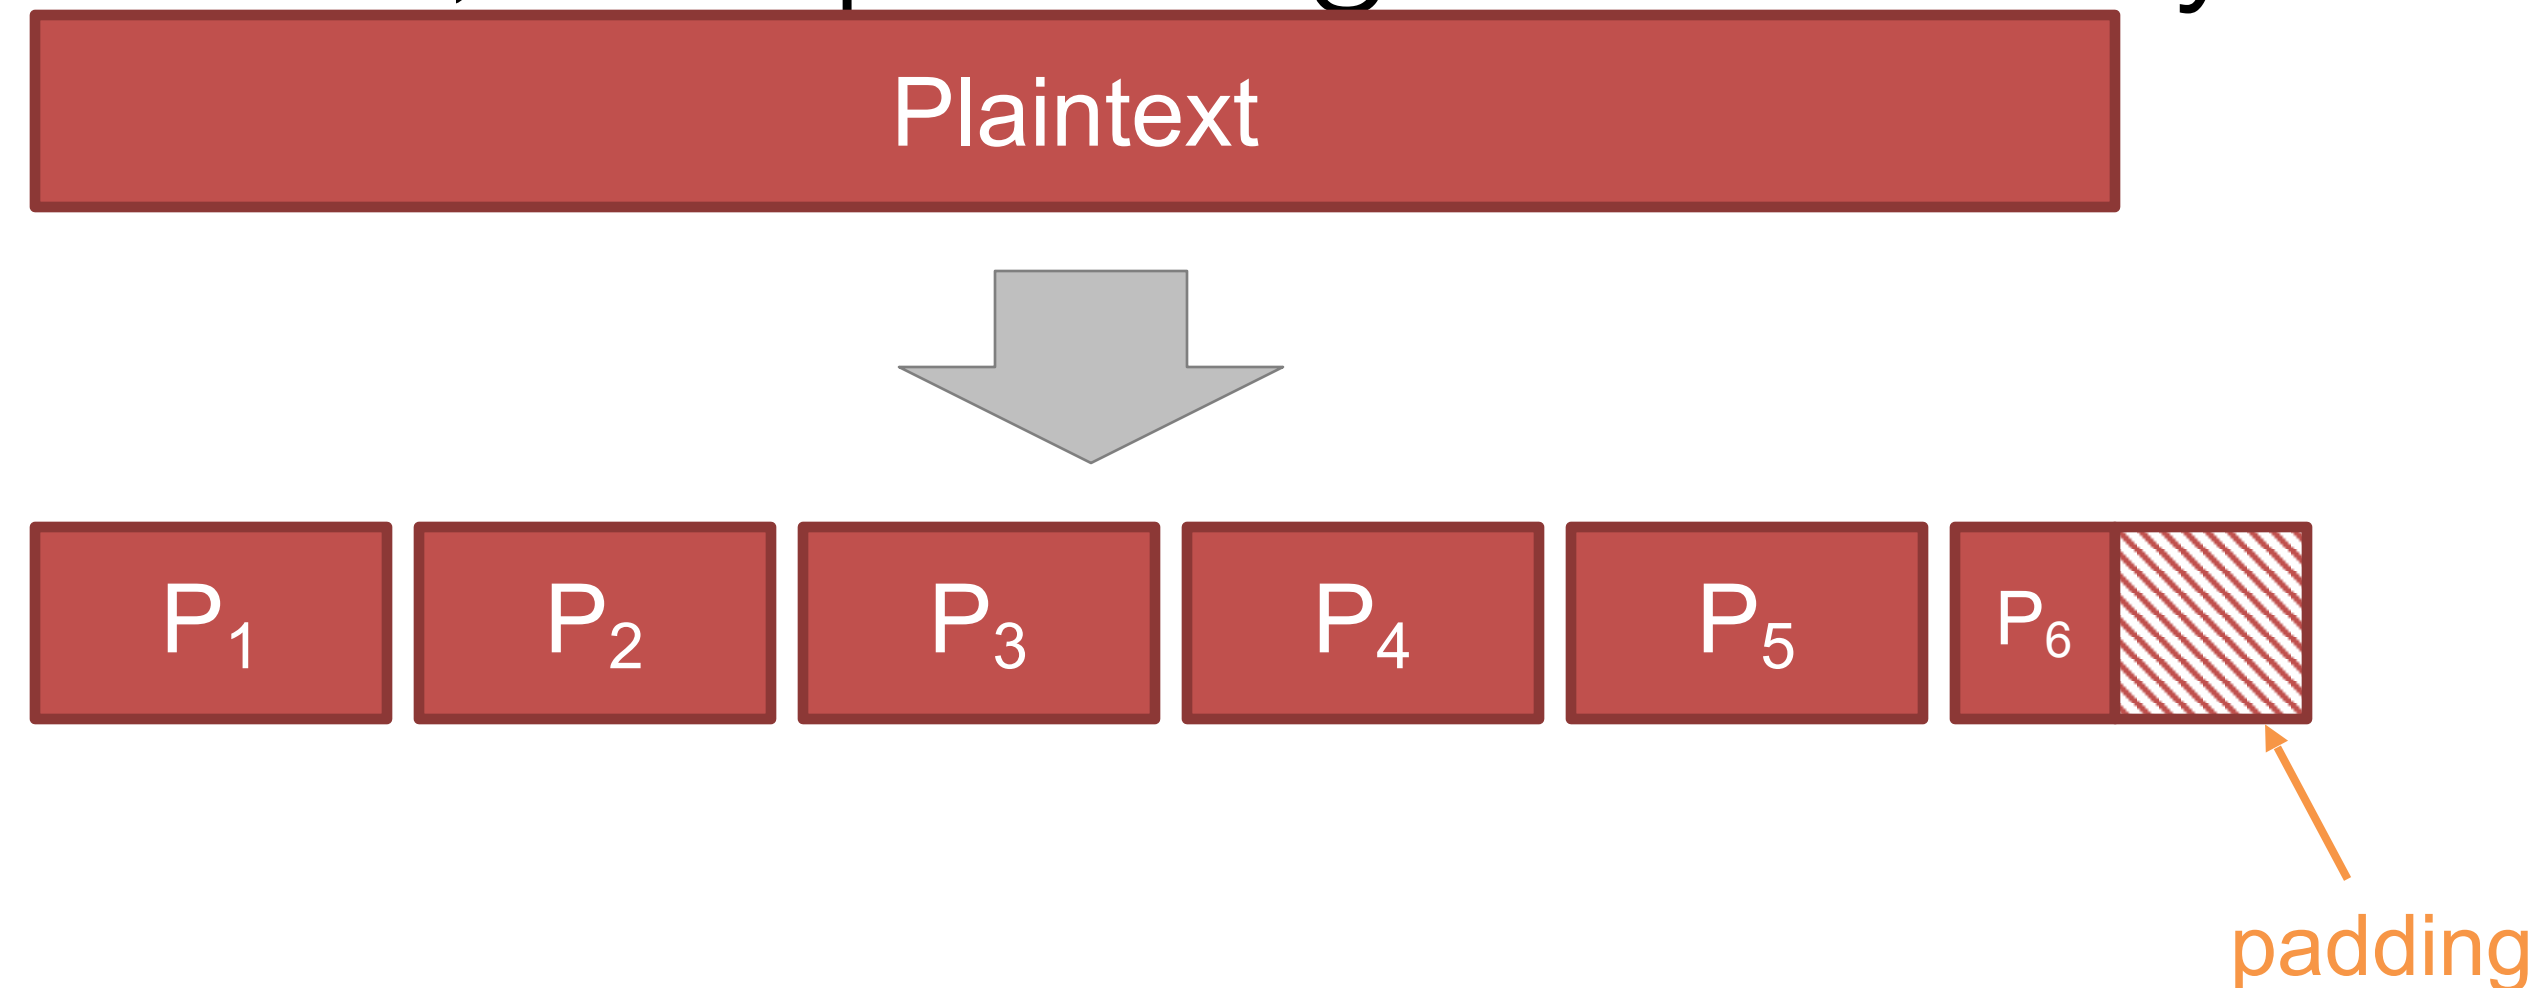 Plaintext
P₁ P₂ P₃ P₄ P₅ P₆
padding